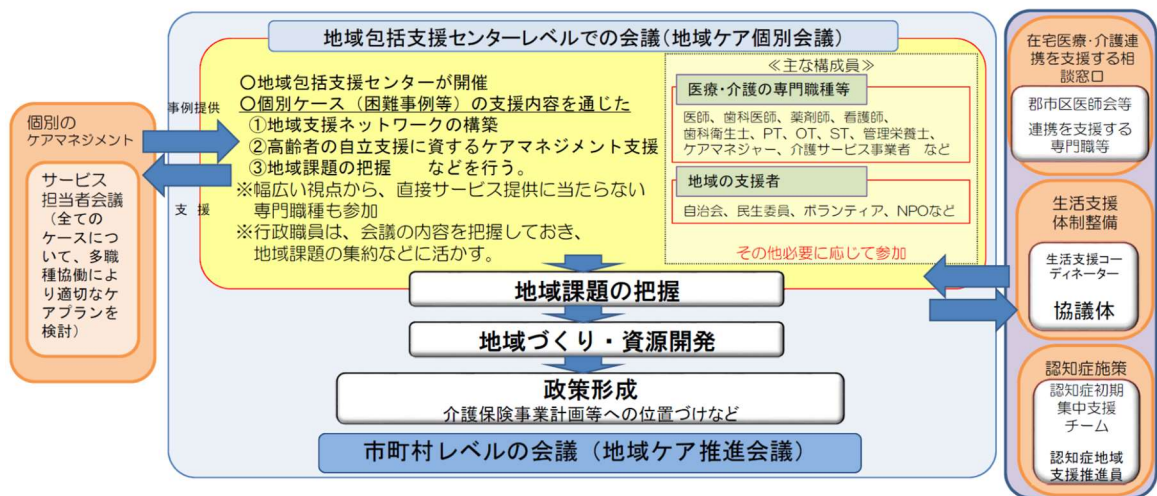 地域包括支援センターレベルでの会議(地域ケア個別会議)
個別の
ケアマネジメント
サービス
担当者会議
(全ての
ケースにつ
いて、多職
種協働によ
り適切なケ
アプランを
検討)
事例提供
支 援
〇地域包括支援センターが開催
〇個別ケース(困難事例等)の支援内容を通じた
①地域支援ネットワークの構築
②高齢者の自立支援に資するケアマネジメント支援
③地域課題の把握 などを行う。
※幅広い視点から、直接サービス提供に当たらない
専門職種も参加
※行政職員は、会議の内容を把握しておき、
地域課題の集約などに活かす。
≪主な構成員≫
医療・介護の専門職種等
医師、歯科医師、薬剤師、看護師、
歯科衛生士、PT、OT、ST、管理栄養士、
ケアマネジャー、介護サービス事業者 など
地域の支援者
自治会、民生委員、ボランティア、NPOなど
その他必要に応じて参加
地域課題の把握
地域づくり・資源開発
政策形成
介護保険事業計画等への位置づけなど
市町村レベルの会議(地域ケア推進会議)
在宅医療・介護連
携を支援する相
談窓口
郡市区医師会等
連携を支援する
専門職等
生活支援
体制整備
生活支援コー
ディネーター
協議体
認知症施策
認知症初期
集中支援
チーム
認知症地域
支援推進員